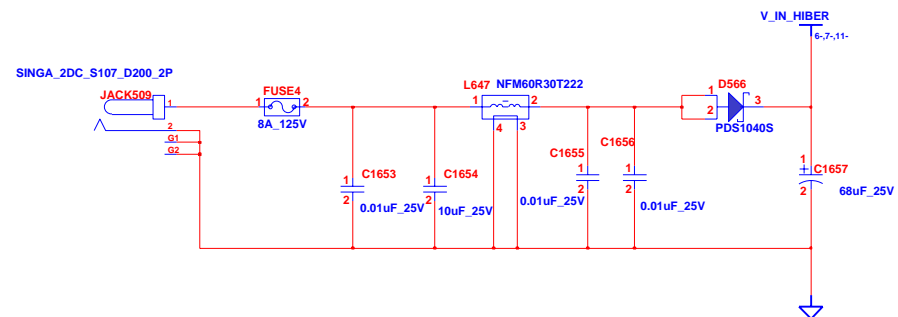 V_IN_HIBER
6-,7-,11-
SINGA_2DC_S107_D200_2P
JACK509
1
2
G1
G2
FUSE4
1 2
8A_125V
L647 NFM60R30T222
1 2
4 3
D566
1
2
3
PDS1040S
C1653
1
2
0.01uF_25V
C1654
1
2
10uF_25V
C1655
1
2
0.01uF_25V
C1656
1
2
0.01uF_25V
C1657
1
+
2
68uF_25V